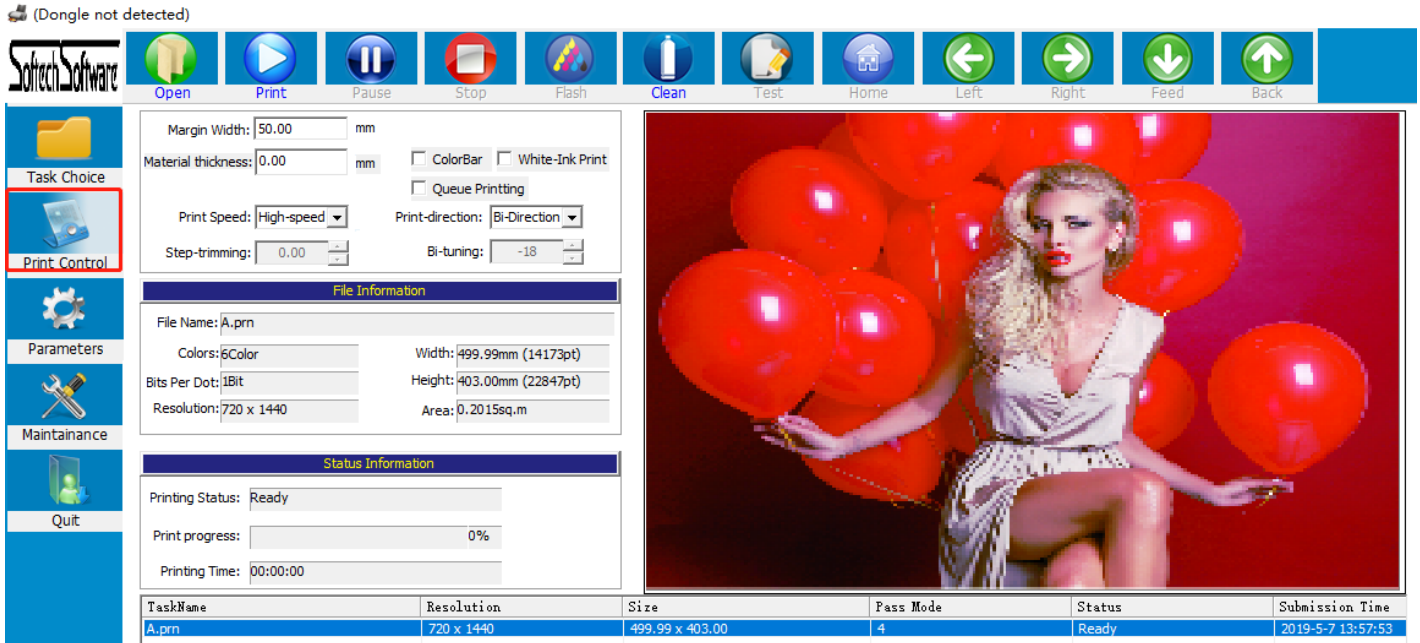 (Dongle not detected)
Softech Software
Open Print Pause Stop Flash Clean Test Home Left Right Feed Back
Task Choice
Print Control
Parameters
Maintainance
Quit
Margin Width: 50.00 mm
Material thickness: 0.00 mm
ColorBar White-Ink Print
Queue Printting
Print Speed: High-speed Print-direction: Bi-Direction
Step-trimming: 0.00 Bi-tuning: -18
File Information
File Name: A.prn
Colors: 6Color Width: 499.99mm (14173pt)
Bits Per Dot: 1Bit Height: 403.00mm (22847pt)
Resolution: 720 x 1440 Area: 0.2015sq.m
Status Information
Printing Status: Ready
Print progress: 0%
Printing Time: 00:00:00
TaskName Resolution Size Pass Mode Status Submission Time
A.prn 720 x 1440 499.99 x 403.00 4 Ready 2019-5-7 13:57:53